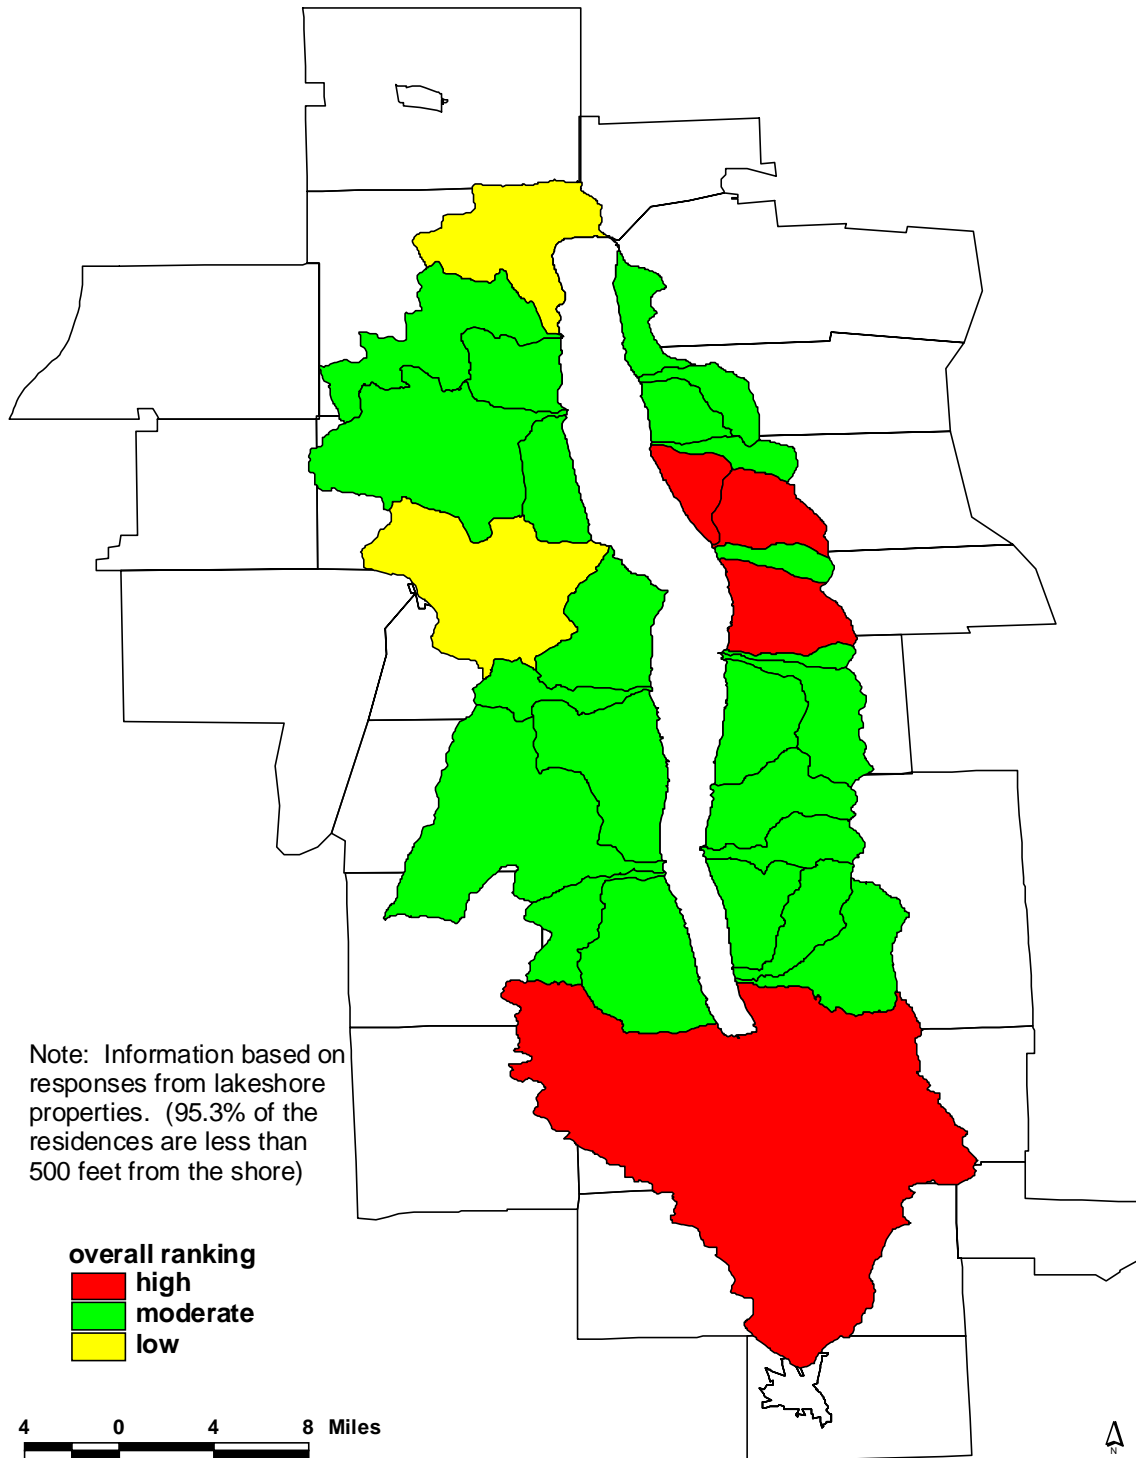 Note:  Information based on
responses from lakeshore
properties.  (95.3% of the
residences are less than
500 feet from the shore)
overall ranking
high
moderate
low
4 0 4 8 Miles
N